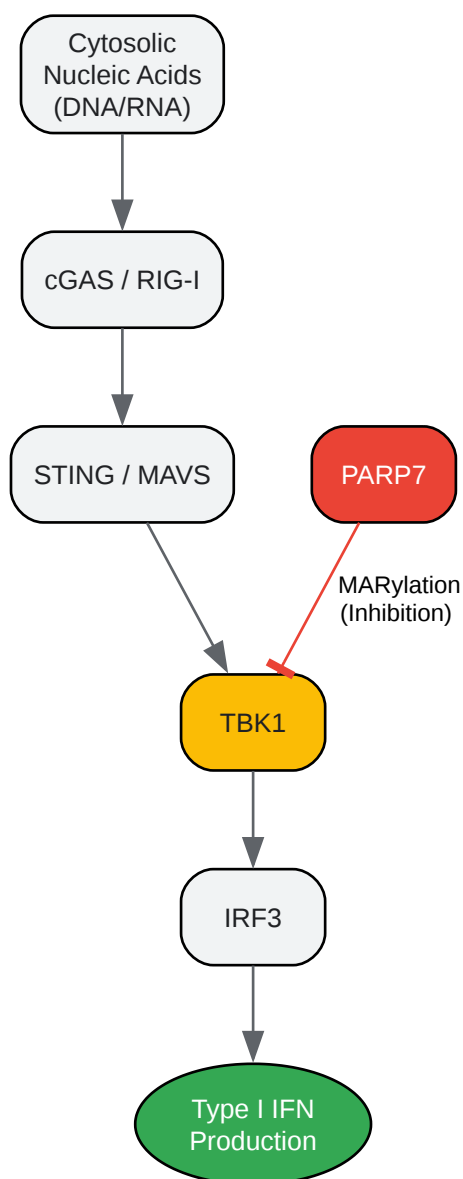 Cytosolic
Nucleic Acids
(DNA/RNA)
cGAS / RIG-I
STING / MAVS
PARP7
MARylation
(Inhibition)
TBK1
IRF3
Type I IFN
Production